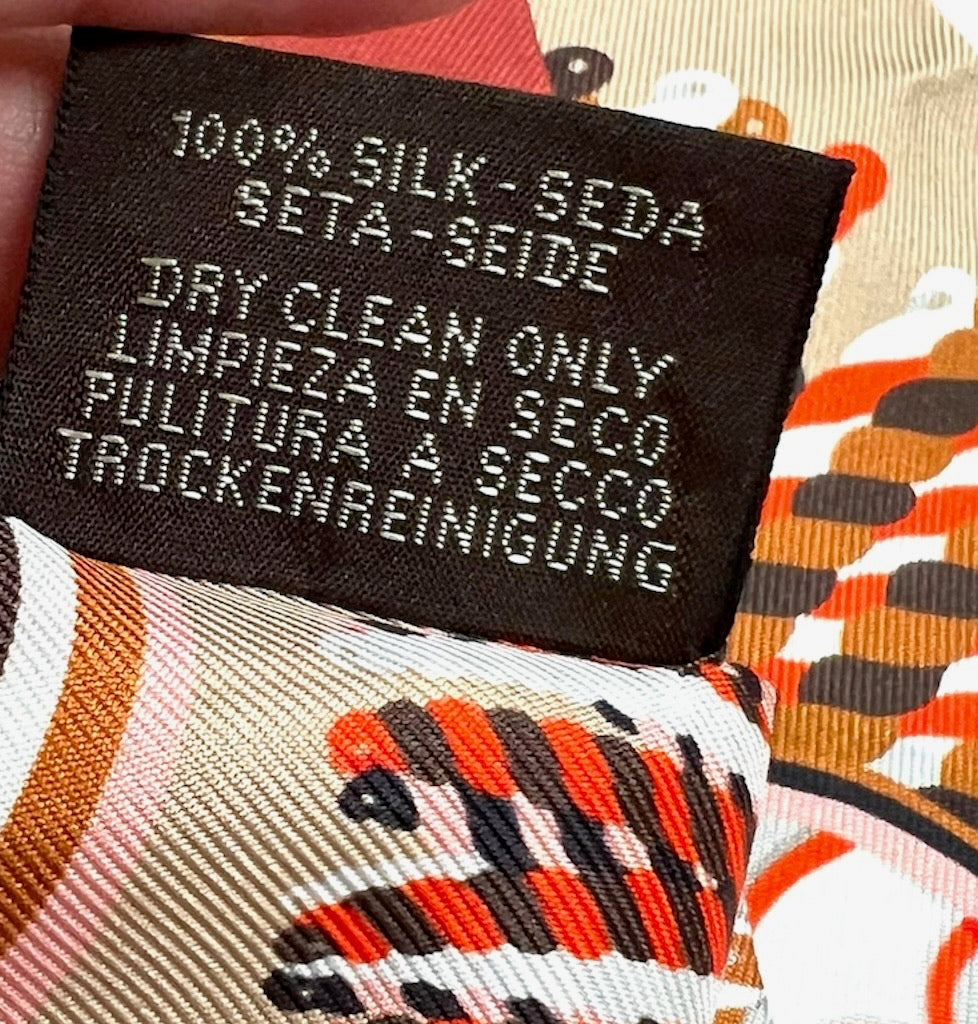 100% SILK - SEDA
SETA - SEIDE
DRY CLEAN ONLY
LIMPIEZA EN SECO
PULITURA A SECCO
TROCKENREINIGUNG